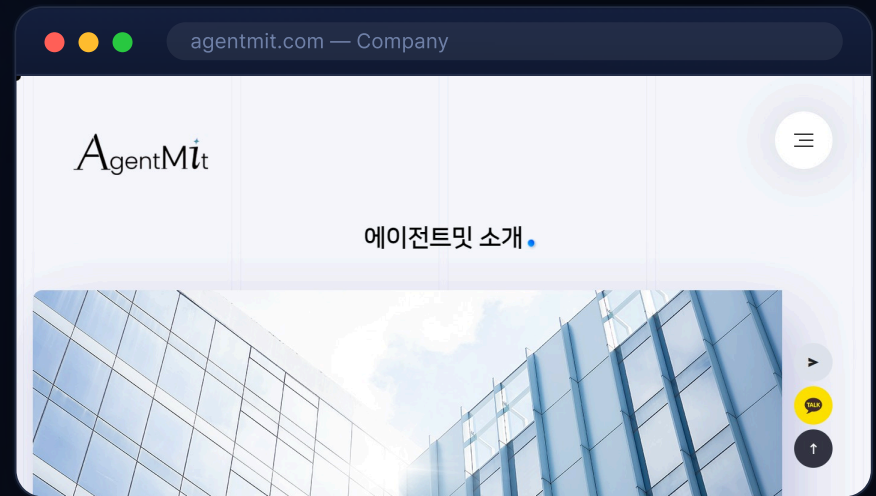 agentmit.com — Company
AgentMit
에이전트밋 소개
TALK